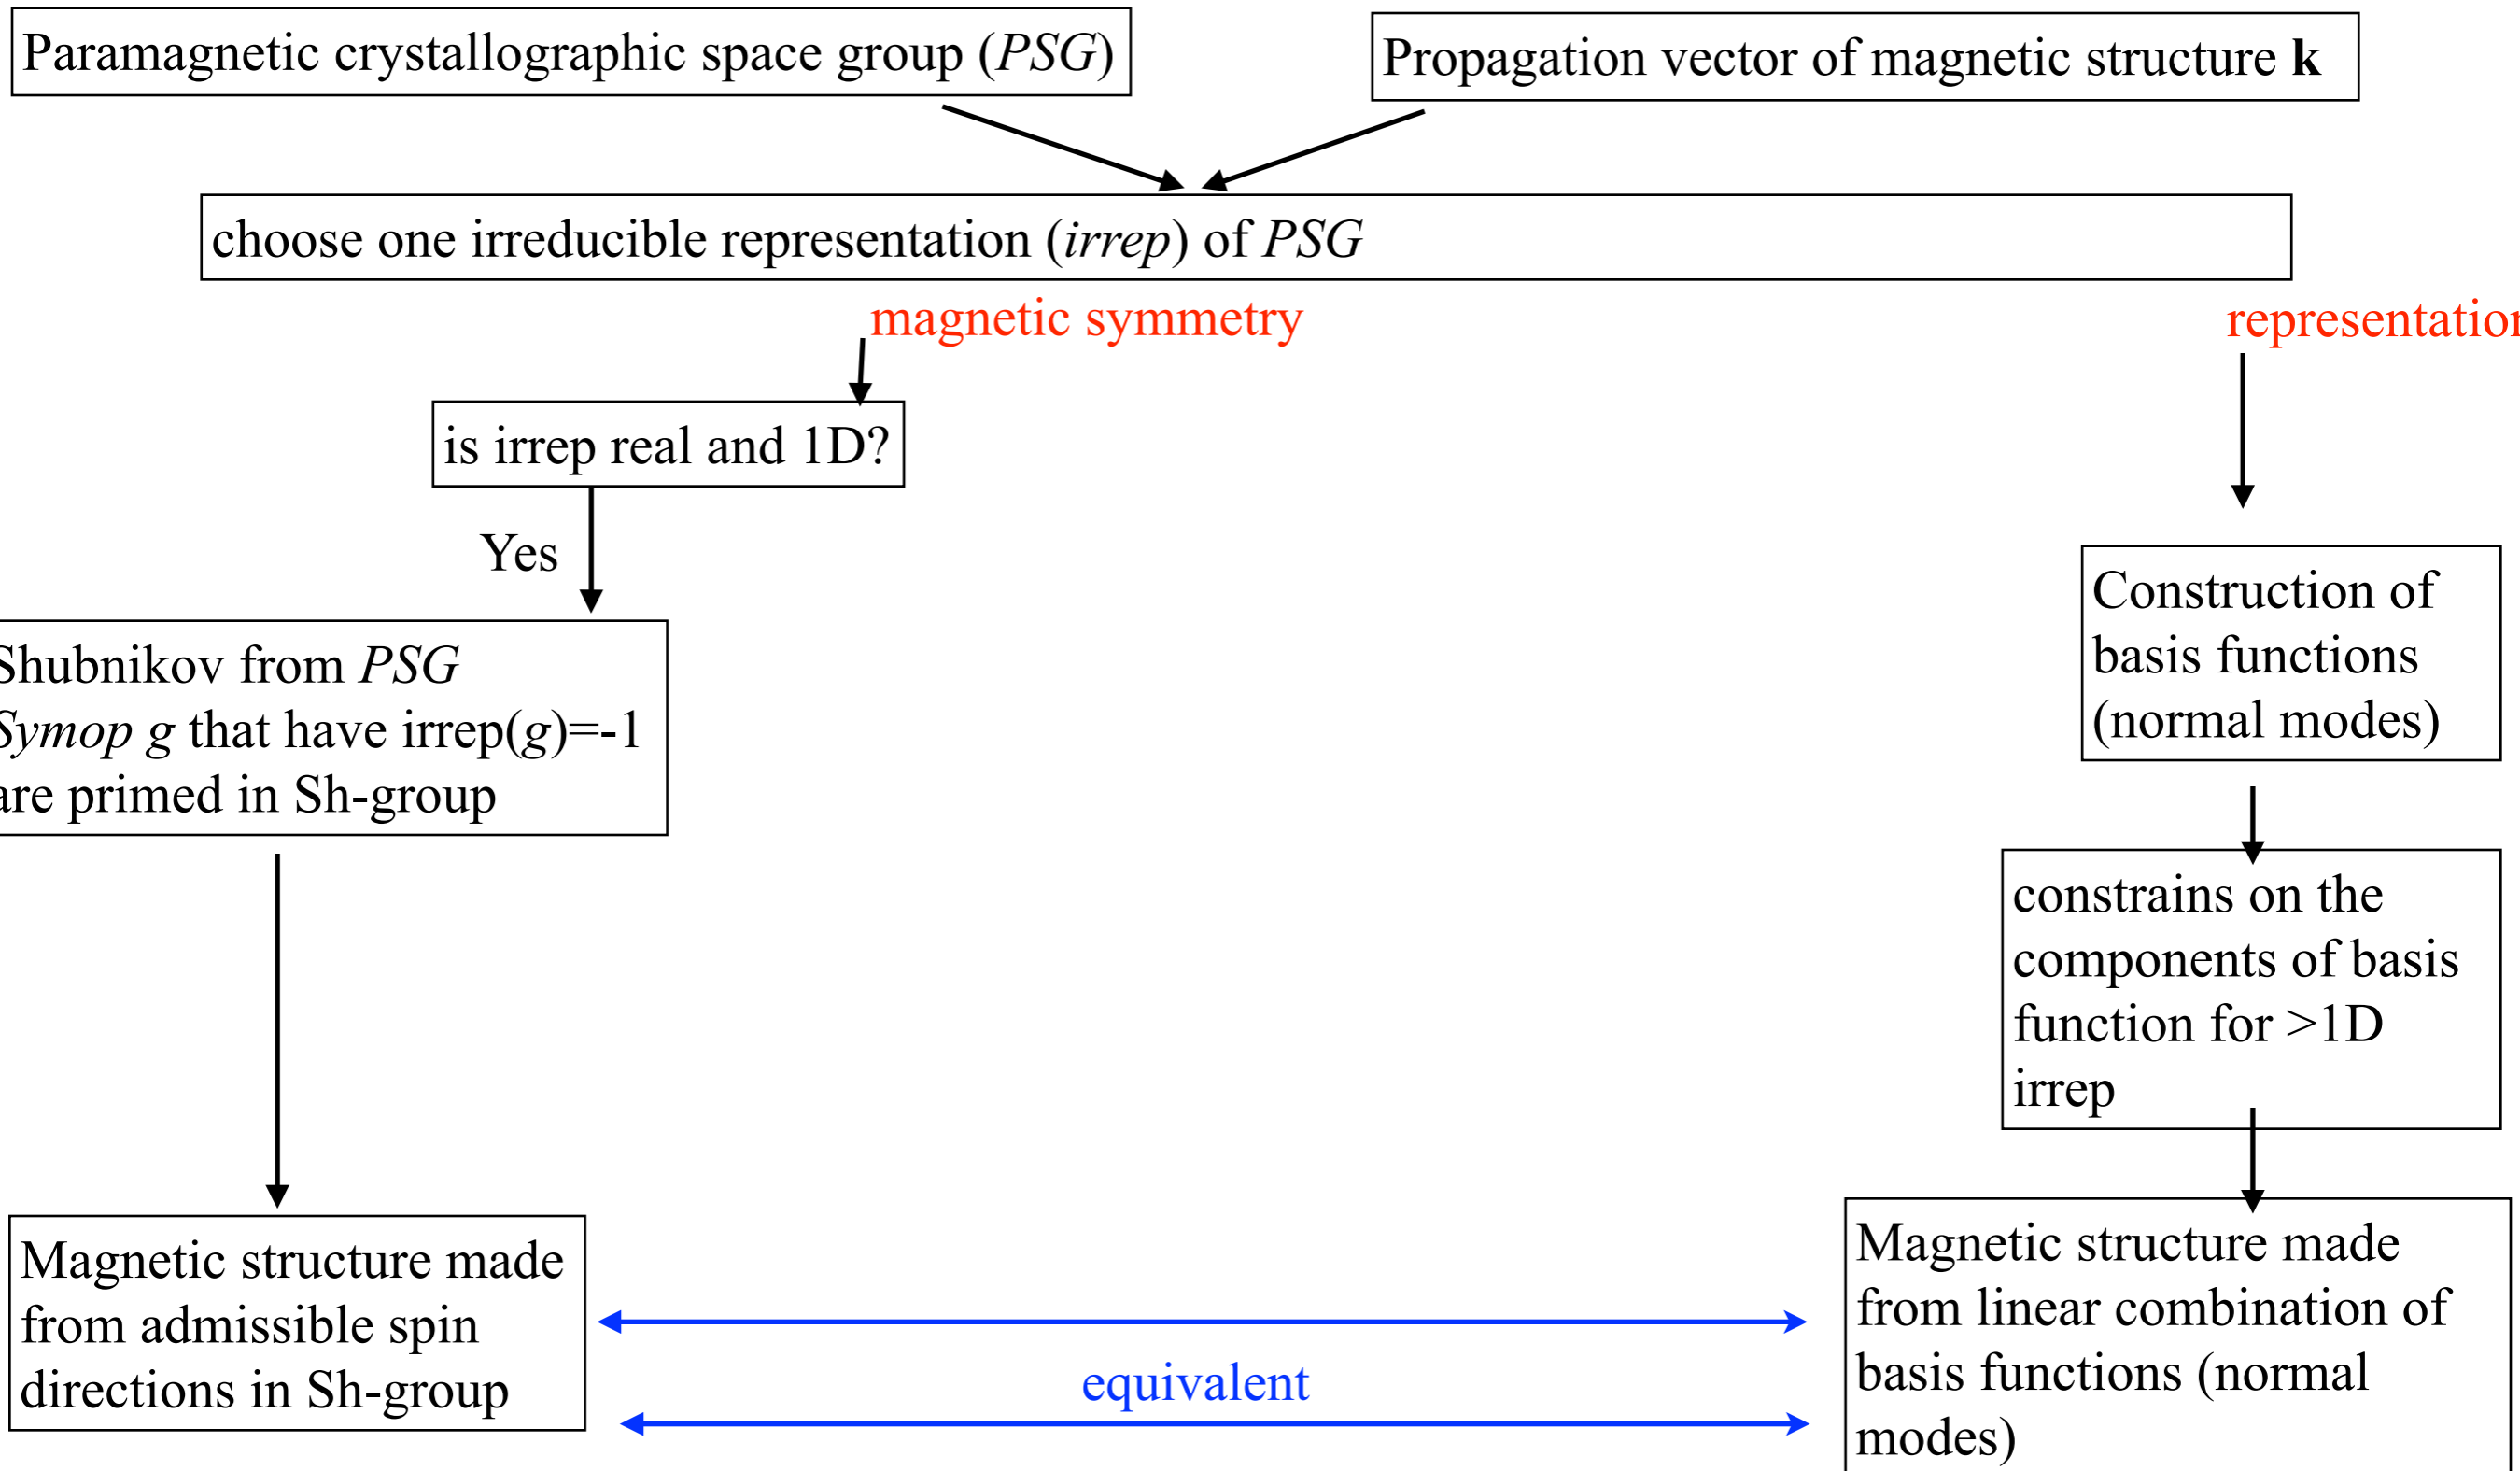 Paramagnetic crystallographic space group (PSG)
Propagation vector of magnetic structure k
choose one irreducible representation (irrep) of PSG
magnetic symmetry
representation
is irrep real and 1D?
Yes
Shubnikov from PSG
Symop g that have irrep(g)=-1
are primed in Sh-group
Construction of
basis functions
(normal modes)
constrains on the
components of basis
function for >1D
irrep
Magnetic structure made
from admissible spin
directions in Sh-group
equivalent
Magnetic structure made
from linear combination of
basis functions (normal
modes)